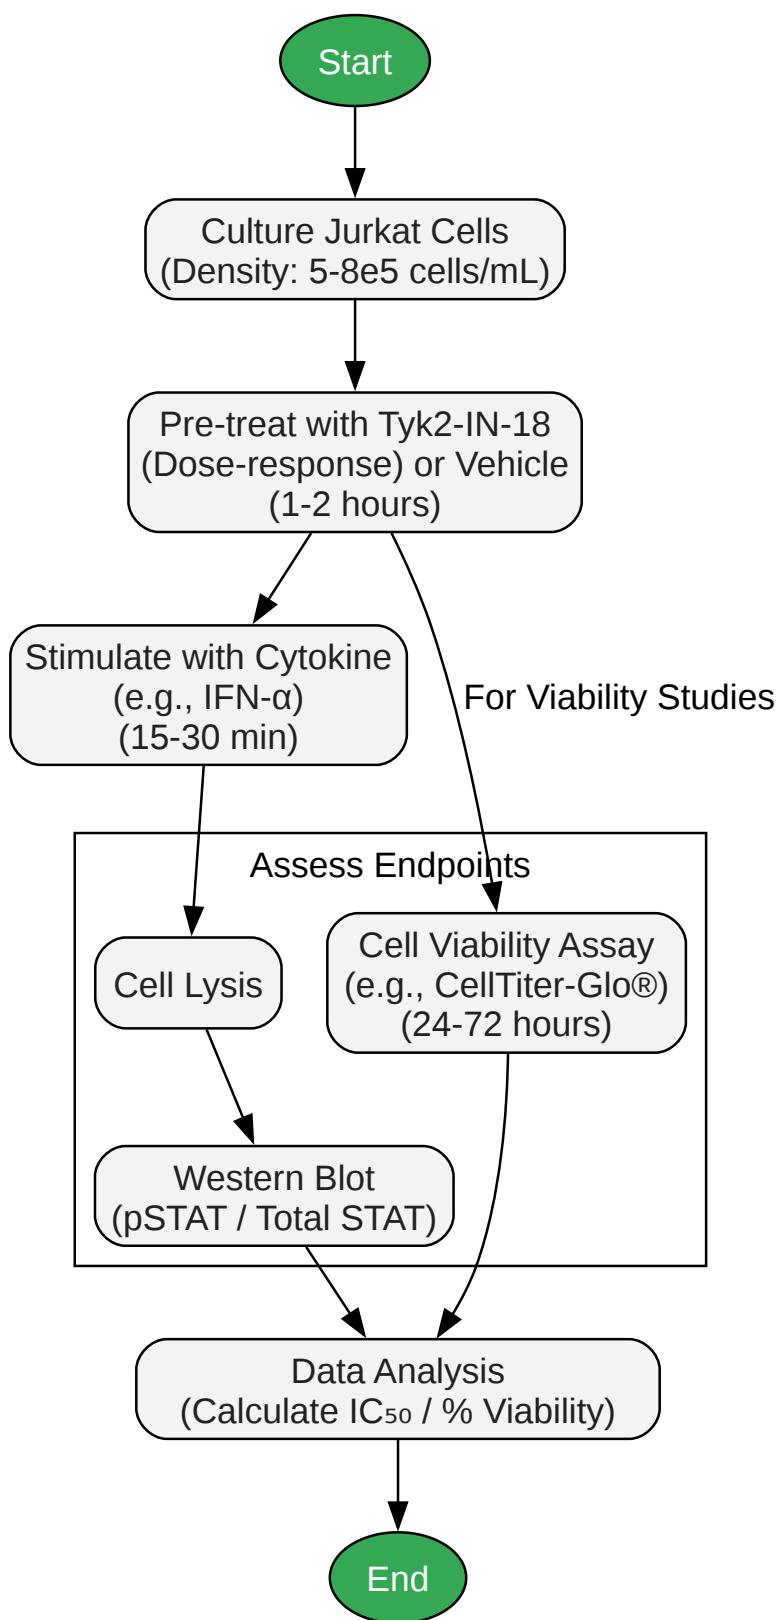 Start
Culture Jurkat Cells
(Density: 5-8e5 cells/mL)
Pre-treat with Tyk2-IN-18
(Dose-response) or Vehicle
(1-2 hours)
Stimulate with Cytokine
(e.g., IFN-α)
(15-30 min)
For Viability Studies
Assess Endpoints
Cell Lysis
Cell Viability Assay
(e.g., CellTiter-Glo®)
(24-72 hours)
Western Blot
(pSTAT / Total STAT)
Data Analysis
(Calculate IC₅₀ / % Viability)
End